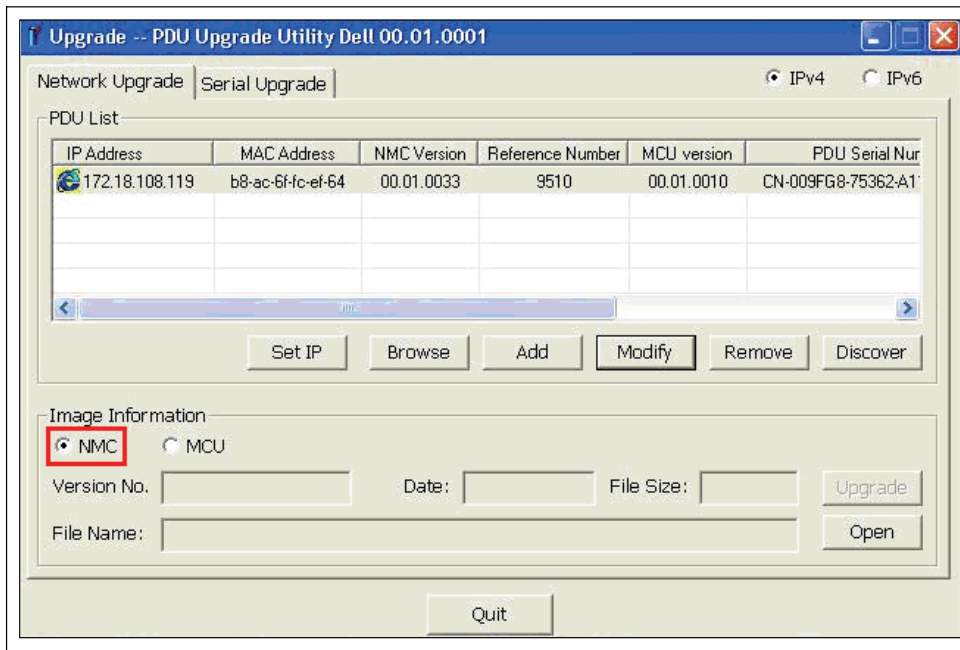 Upgrade -- PDU Upgrade Utility Dell 00.01.0001
Network Upgrade Serial Upgrade IPv4 IPv6
PDU List
IP Address MAC Address NMC Version Reference Number MCU version PDU Serial Nur
172.18.108.119 b8-ac-6f-fc-ef-64 00.01.0033 9510 00.01.0010 CN-009FG8-75362-A1
Set IP Browse Add Modify Remove Discover
Image Information
NMC MCU
Version No. Date: File Size: Upgrade
File Name: Open
Quit